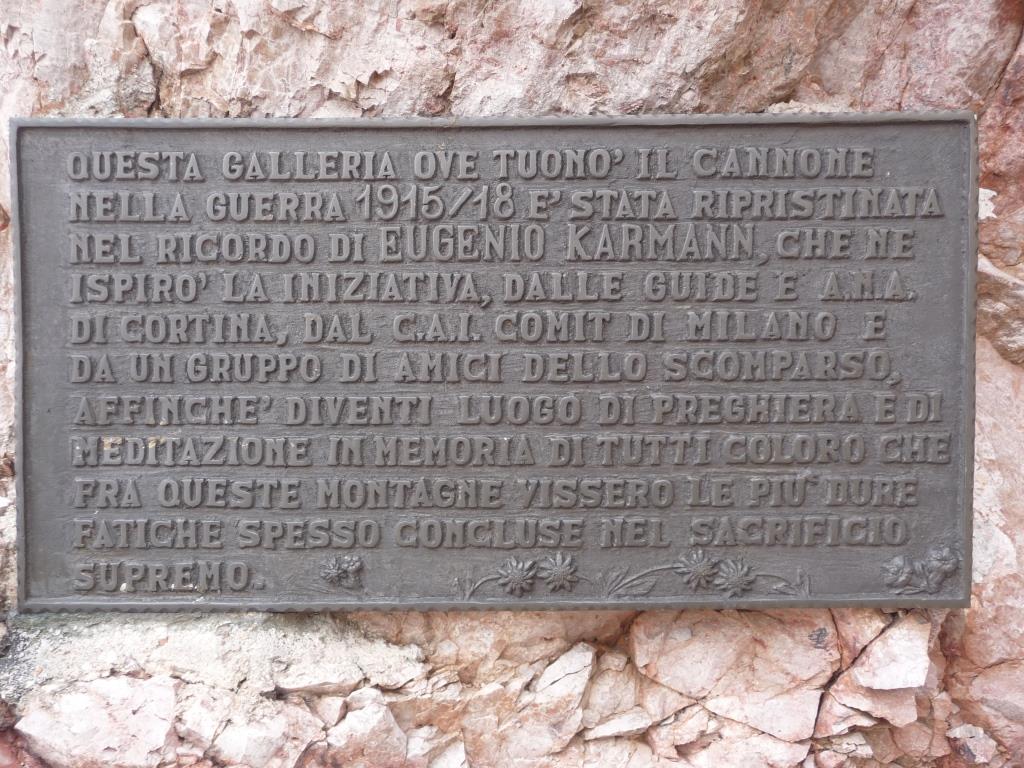 QUESTA GALLERIA OVE TUONO' IL CANNONE
NELLA GUERRA 1915/18 E' STATA RIPRISTINATA
NEL RICORDO DI EUGENIO KARMANN, CHE NE
ISPIRO' LA INIZIATIVA, DALLE GUIDE E A.N.A.
DI CORTINA, DAL C.A.I. COMIT DI MILANO E
DA UN GRUPPO DI AMICI DELLO SCOMPARSO,
AFFINCHE' DIVENTI LUOGO DI PREGHIERA E DI
MEDITAZIONE IN MEMORIA DI TUTTI COLORO CHE
FRA QUESTE MONTAGNE VISSERO LE PIU' DURE
FATICHE SPESSO CONCLUSE NEL SACRIFICIO
SUPREMO.